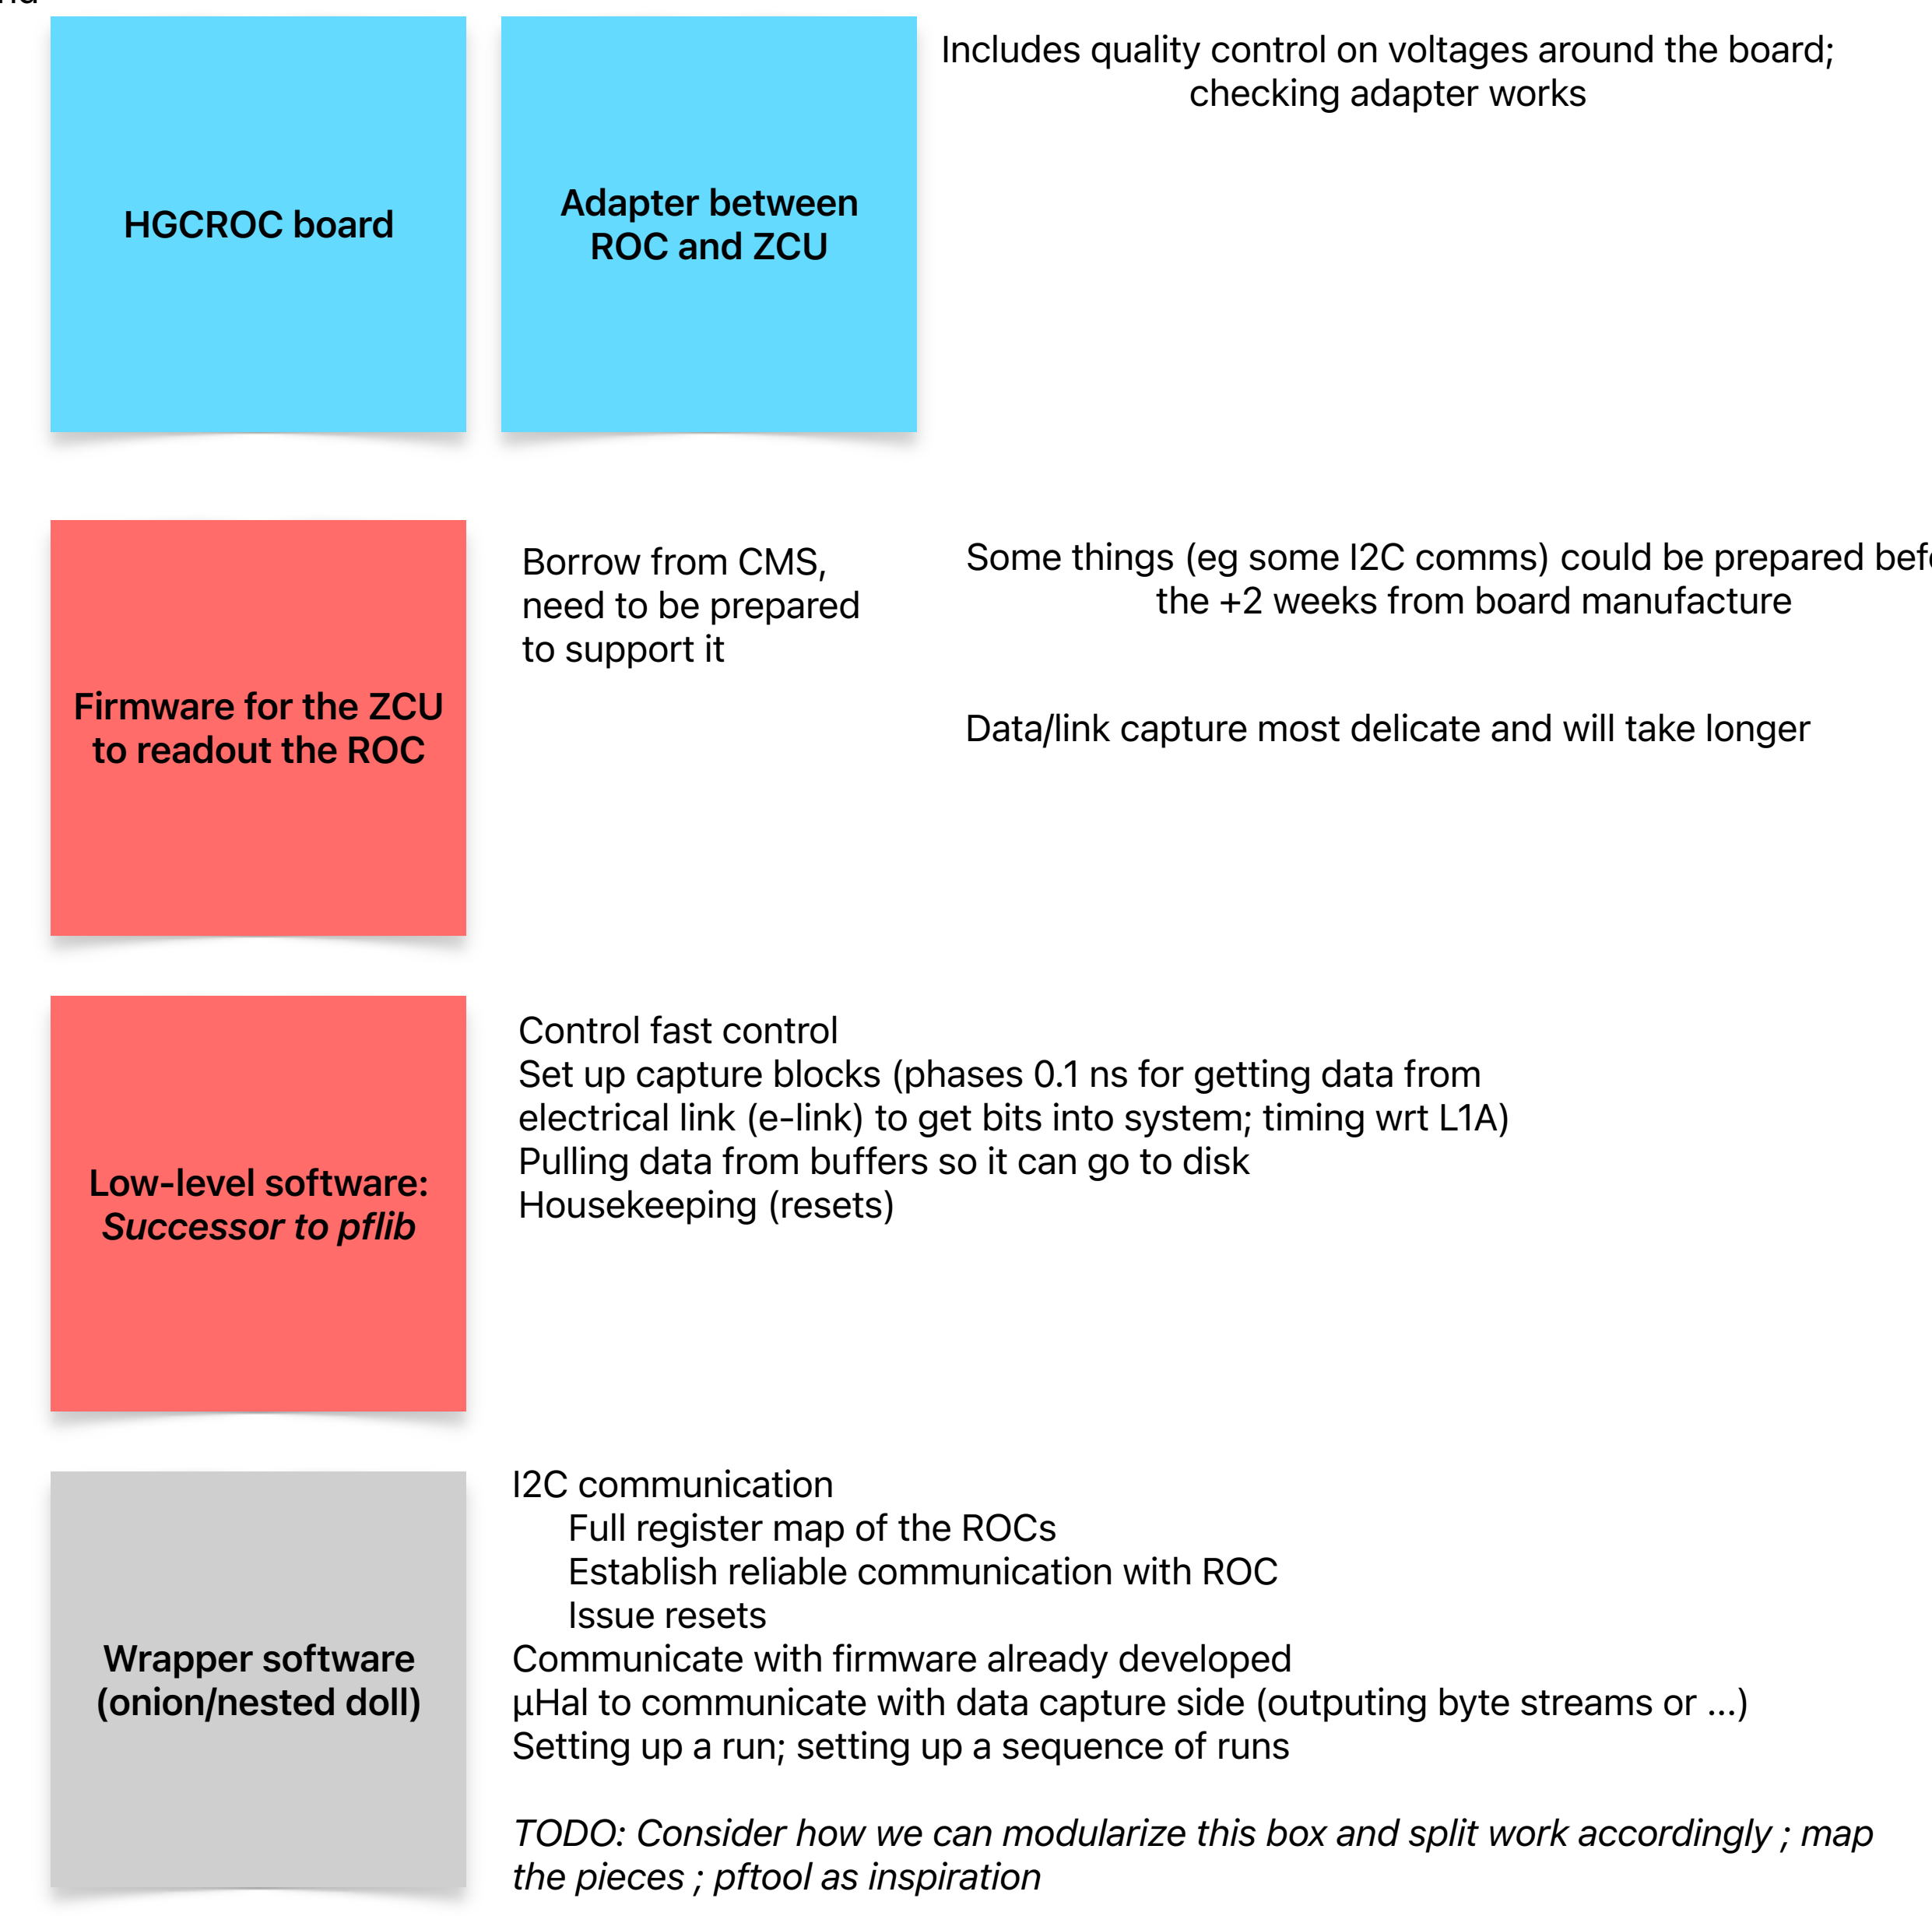 HGCROC board
Adapter between
ROC and ZCU
Includes quality control on voltages around the board;
checking adapter works
Firmware for the ZCU
to readout the ROC
Borrow from CMS,
need to be prepared
to support it
Some things (eg some I2C comms) could be prepared
the +2 weeks from board manufacture
Data/link capture most delicate and will take longer
Low-level software:
Successor to pflib
Control fast control
Set up capture blocks (phases 0.1 ns for getting data from
electrical link (e-link) to get bits into system; timing wrt L1A)
Pulling data from buffers so it can go to disk
Housekeeping (resets)
Wrapper software
(onion/nested doll)
I2C communication
Full register map of the ROCs
Establish reliable communication with ROC
Issue resets
Communicate with firmware already developed
µHal to communicate with data capture side (outputing byte streams or ...)
Setting up a run; setting up a sequence of runs
TODO: Consider how we can modularize this box and split work accordingly ; map
the pieces ; pftool as inspiration